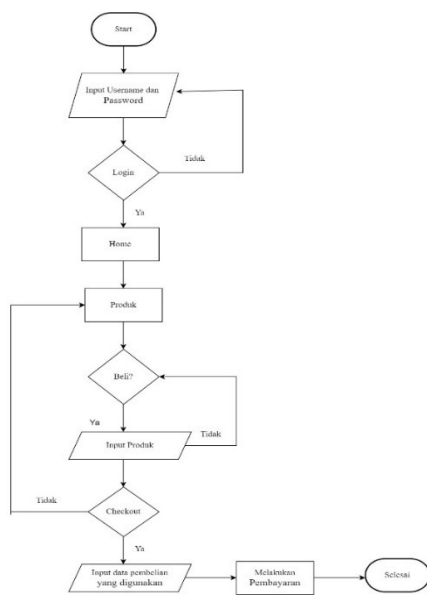 Start
Input Username dan
Password
Tidak
Login
Ya
Home
Produk
Beli?
Ya
Tidak
Input Produk
Tidak
Checkout
Ya
Input data pembelian
yang digunakan
Melakukan
Pembayaran
Selesai